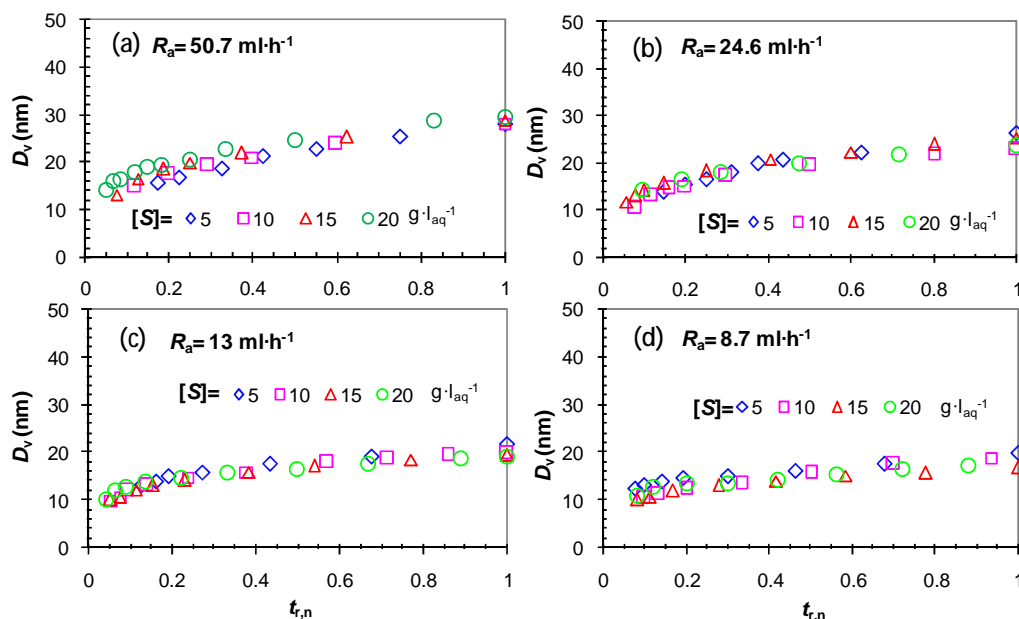 (a) Ra= 50.7 ml·h-1
Dv (nm)
50
40
30
20
10
0
[S]= 5 10 15 20 g·laq-1
0 0.2 0.4 0.6 0.8 1
(b) Ra= 24.6 ml·h-1
Dv (nm)
50
40
30
20
10
0
[S]= 5 10 15 20 g·laq-1
0 0.2 0.4 0.6 0.8 1
(c) Ra= 13 ml·h-1
Dv (nm)
50
40
30
20
10
0
[S]= 5 10 15 20 g·laq-1
0 0.2 0.4 0.6 0.8 1
tr,n
(d) Ra= 8.7 ml·h-1
Dv (nm)
50
40
30
20
10
0
[S]= 5 10 15 20 g·laq-1
0 0.2 0.4 0.6 0.8 1
tr,n